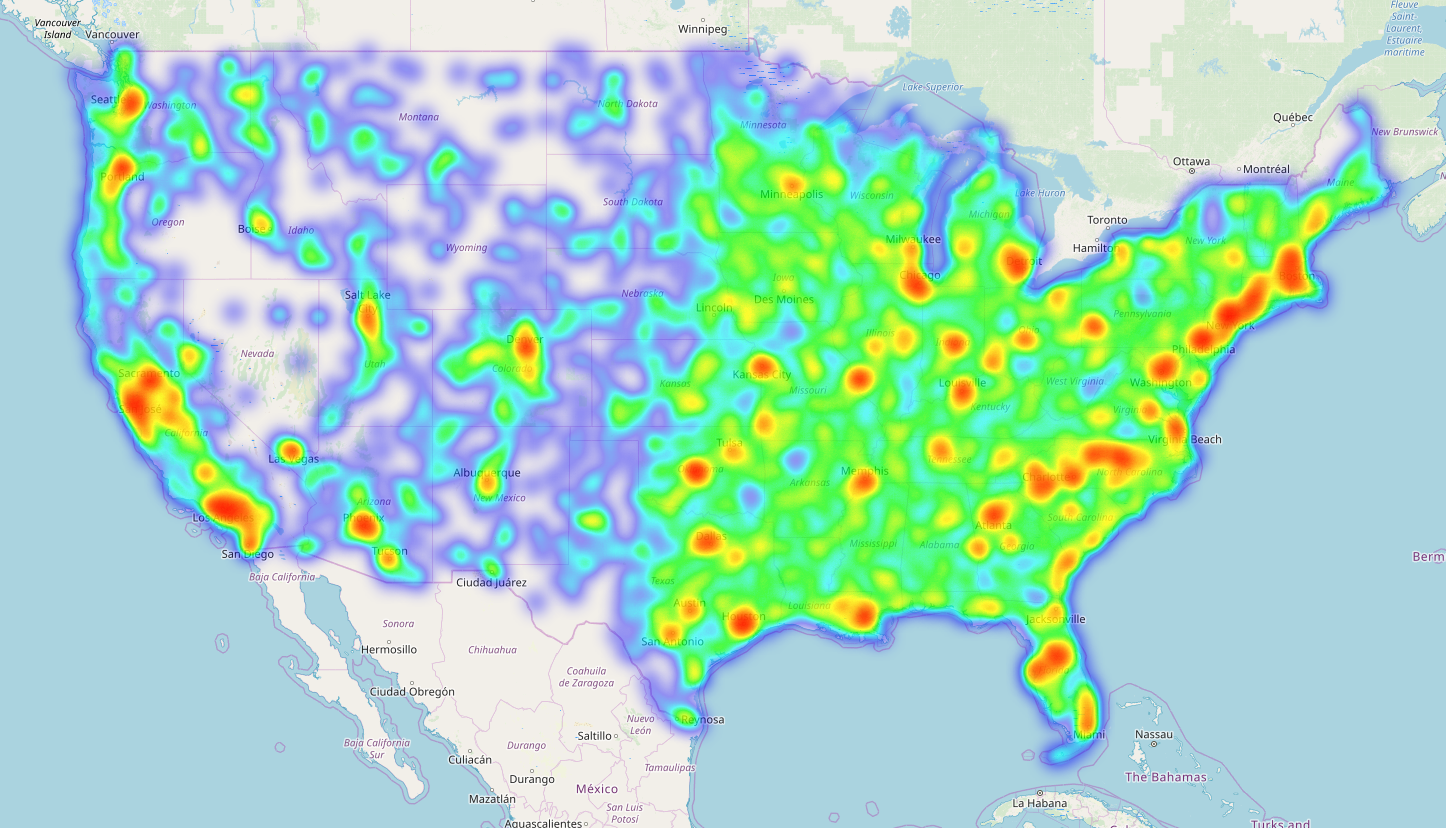 Fleuve
Saint-
Laurent,
Estuaire
maritime
Vancouver
Island
Vancouver
Winnipeg
Lake Superior
Québec
New Brunswick
Ottawa
Montréal
Seattle
Washington
Montana
North Dakota
Minnesota
Portland
Minneapolis
Wisconsin
Lake Huron
Maine
Oregon
Boise
Idaho
South Dakota
Michigan
Toronto
Hamilton
New York
Wyoming
Milwaukee
Detroit
Chicago
Boston
Salt Lake
City
Nebraska
Iowa
Lincoln
Des Moines
Pennsylvania
New York
Nevada
Utah
Denver
Colorado
Illinois
Ohio
Philadelphia
Sacramento
San José
California
Kansas
Kansas City
Missouri
Louisville
Kentucky
West Virginia
Washington
Virginia
Virginia Beach
Las Vegas
Albuquerque
New Mexico
Tulsa
Oklahoma
Arkansas
Memphis
Tennessee
Charlotte
North Carolina
Los Angeles
Arizona
Phoenix
Tucson
San Diego
Baja California
Ciudad Juárez
Dallas
Texas
Mississippi
Alabama
Atlanta
Georgia
South Carolina
Austin
Houston
San Antonio
Louisiana
Jacksonville
Sonora
Hermosillo
Chihuahua
Coahuila
de Zaragoza
Ciudad Obregón
Nuevo
León
Reynosa
Saltillo
Durango
Baja California
Sur
Culiacán
Tamaulipas
Durango
México
Mazatlán
San Luis
Potosí
Aguascalientes
Miami
Nassau
The Bahamas
La Habana
Turks and
Berm